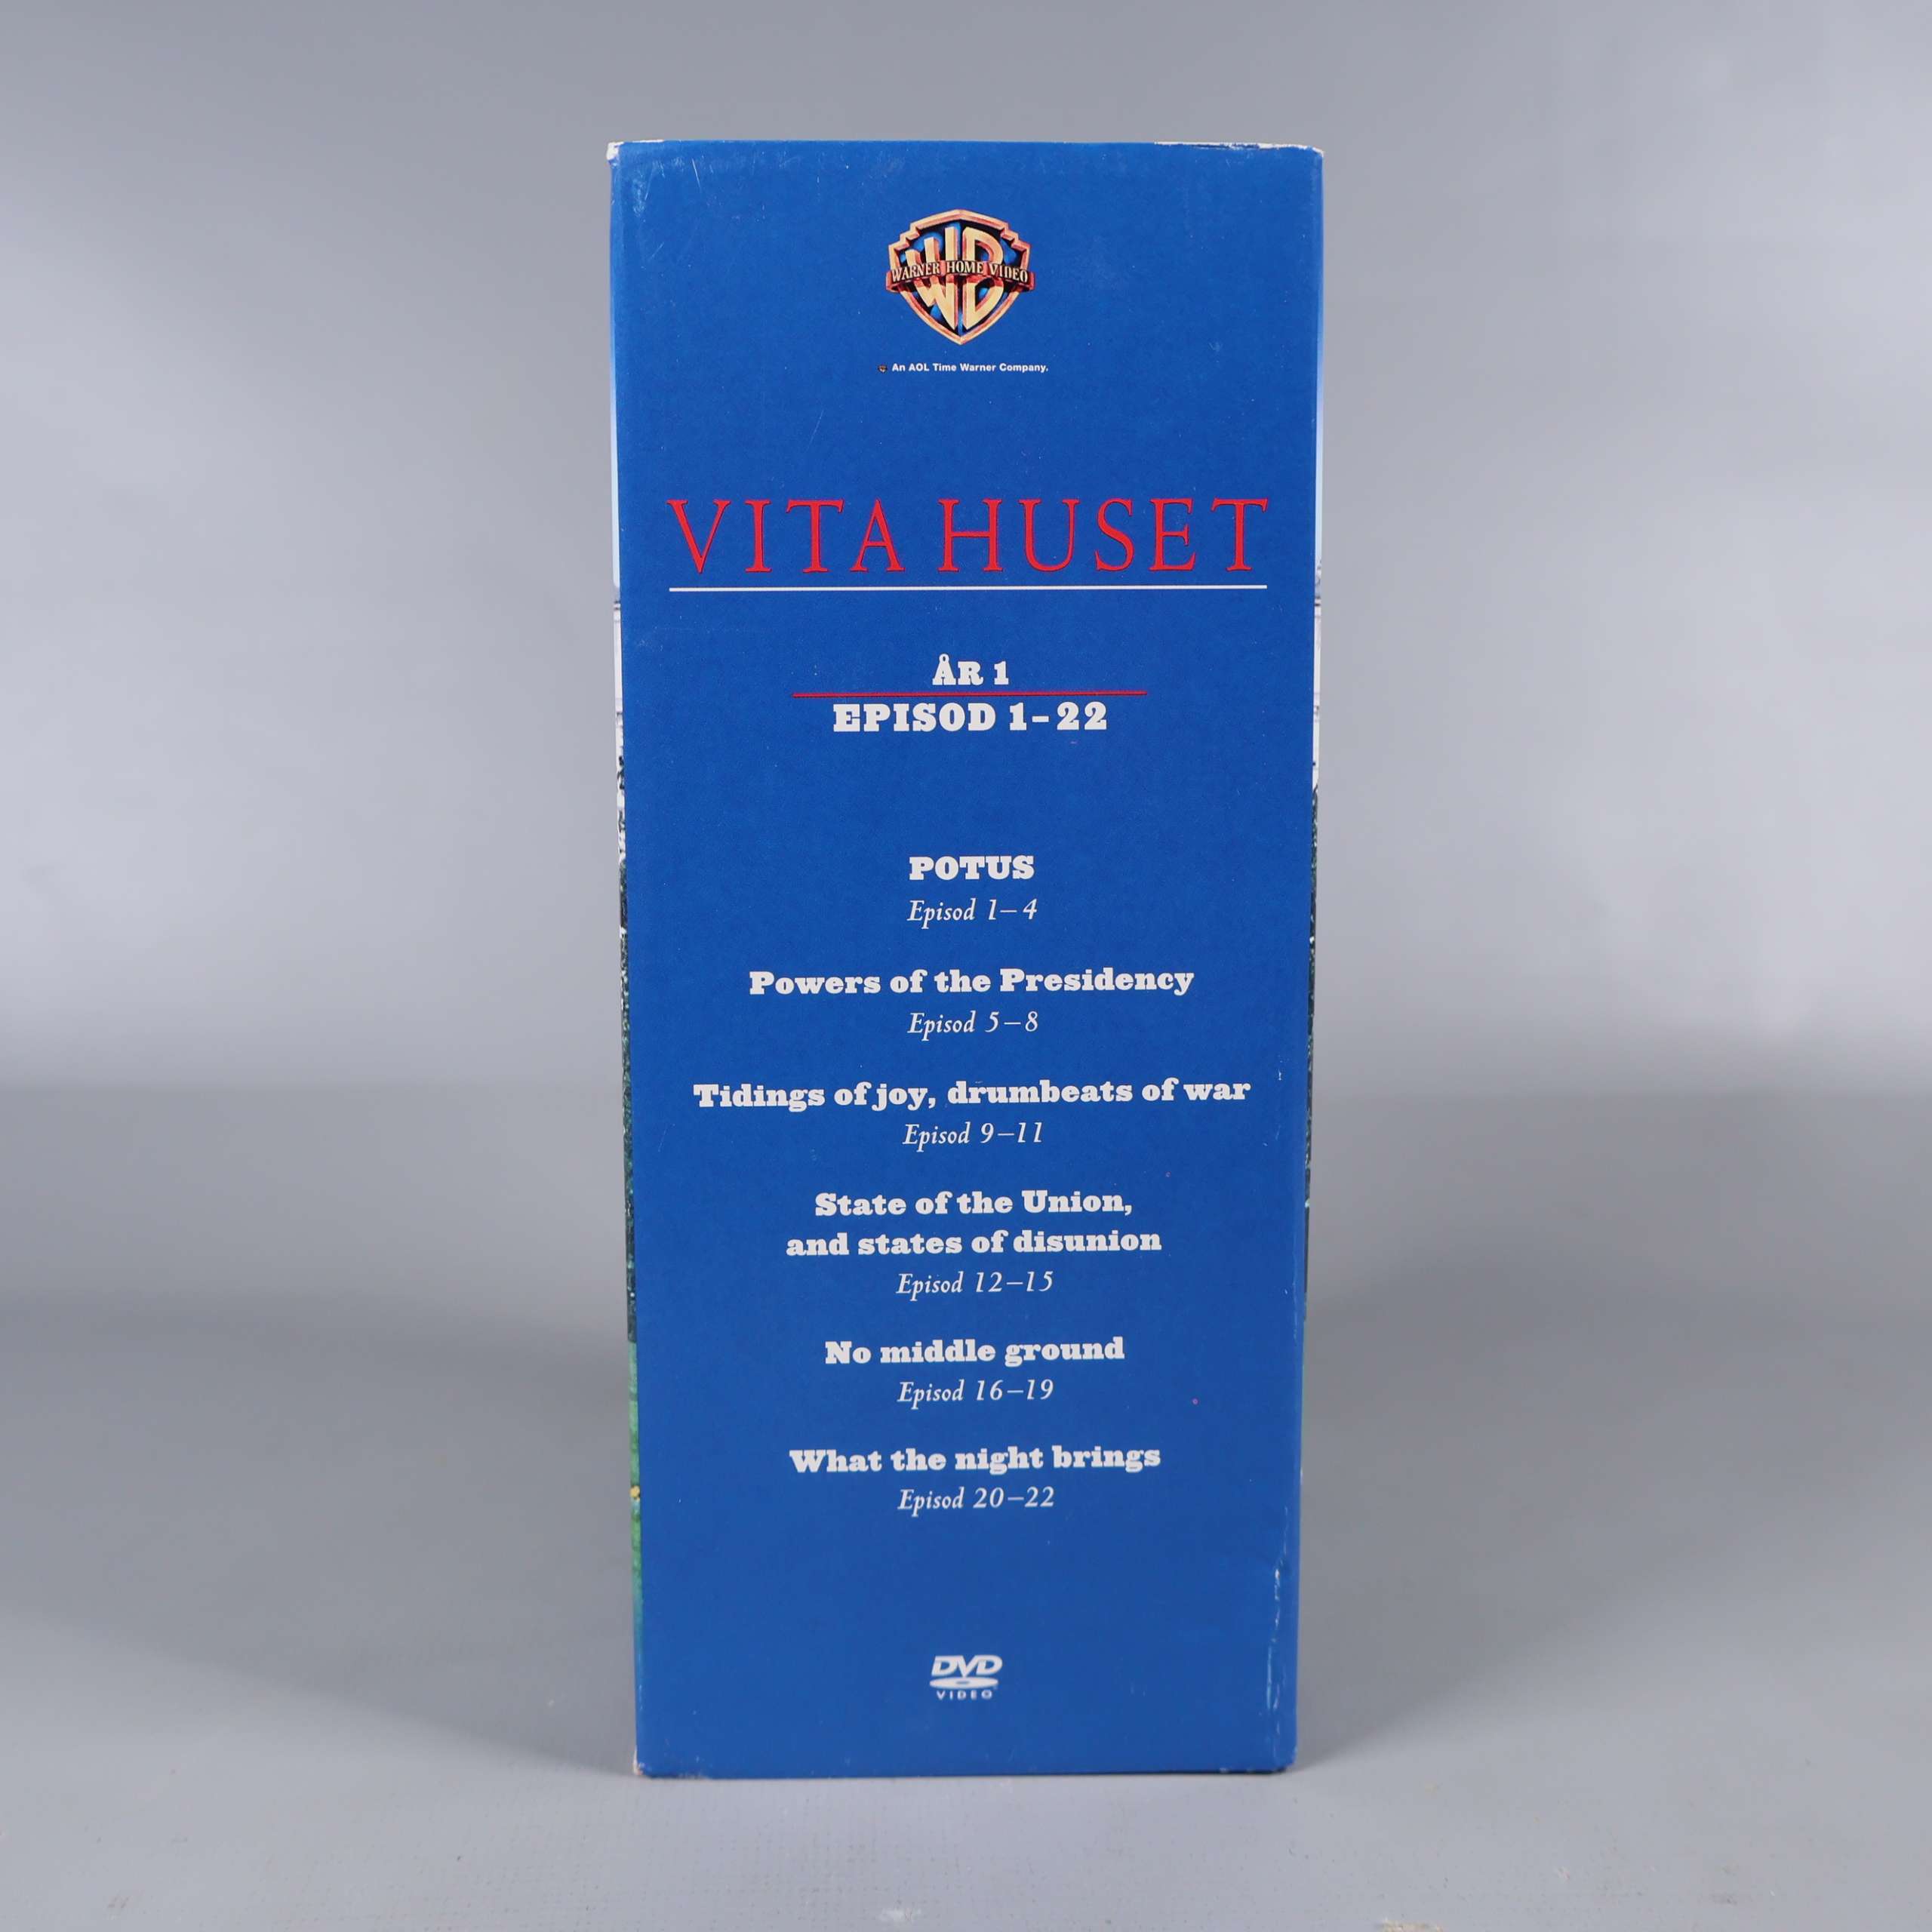 WARNER HOME VIDEO
An AOL Time Warner Company.
VITA HUSET
ÅR 1
EPISOD 1-22
POTUS
Episod 1–4
Powers of the Presidency
Episod 5–8
Tidings of joy, drumbeats of war
Episod 9–11
State of the Union,
and states of disunion
Episod 12–15
No middle ground
Episod 16–19
What the night brings
Episod 20–22
DVD
VIDEO